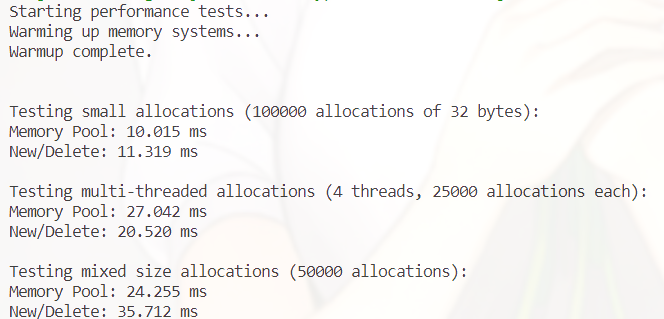 Starting performance tests...
Warming up memory systems...
Warmup complete.
Testing small allocations (100000 allocations of 32 bytes):
Memory Pool: 10.015 ms
New/Delete: 11.319 ms
Testing multi-threaded allocations (4 threads, 25000 allocations each):
Memory Pool: 27.042 ms
New/Delete: 20.520 ms
Testing mixed size allocations (50000 allocations):
Memory Pool: 24.255 ms
New/Delete: 35.712 ms